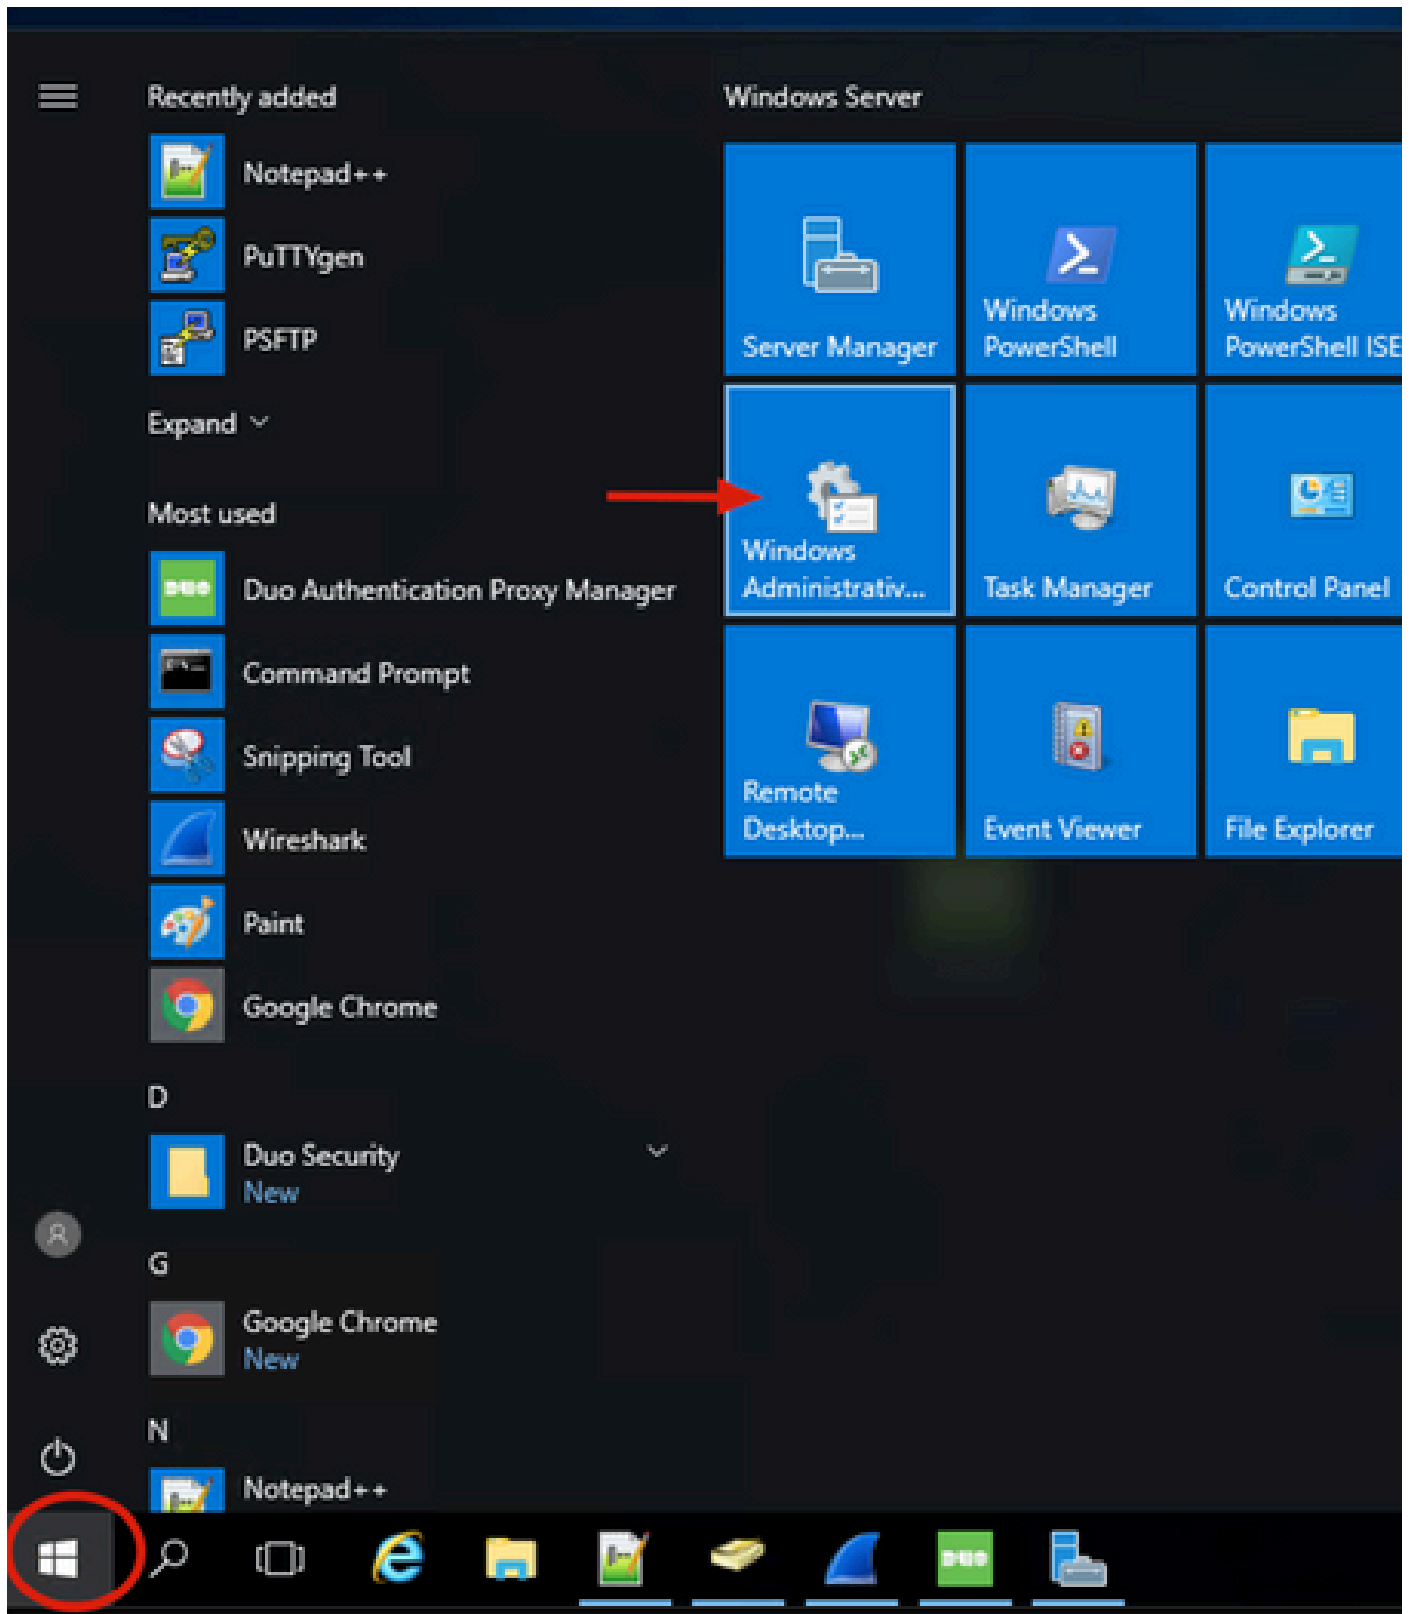 Recently added
Notepad++
PuTTYgen
PSFTP
Expand
Most used
Duo Authentication Proxy Manager
Command Prompt
Snipping Tool
Wireshark
Paint
Google Chrome
D
Duo Security
New
G
Google Chrome
New
N
Notepad++
Windows Server
Server Manager
Windows
PowerShell
Windows
PowerShell ISE
Windows
Administrativ...
Task Manager
Control Panel
Remote
Desktop...
Event Viewer
File Explorer
DUO
DUO